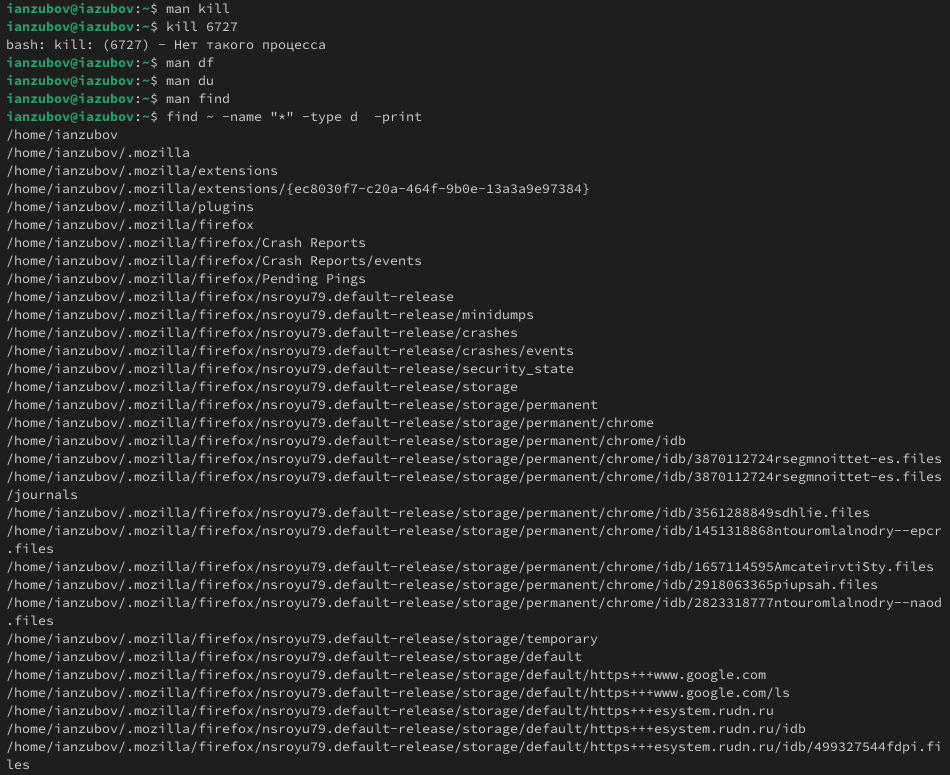 ianzubov@iazubov:~$ man kill
ianzubov@iazubov:~$ kill 6727
bash: kill: (6727) - Нет такого процесса
ianzubov@iazubov:~$ man df
ianzubov@iazubov:~$ man du
ianzubov@iazubov:~$ man find
ianzubov@iazubov:~$ find ~ -name "*" -type d  -print
/home/ianzubov
/home/ianzubov/.mozilla
/home/ianzubov/.mozilla/extensions
/home/ianzubov/.mozilla/extensions/{ec8030f7-c20a-464f-9b0e-13a3a9e97384}
/home/ianzubov/.mozilla/plugins
/home/ianzubov/.mozilla/firefox
/home/ianzubov/.mozilla/firefox/Crash Reports
/home/ianzubov/.mozilla/firefox/Crash Reports/events
/home/ianzubov/.mozilla/firefox/Pending Pings
/home/ianzubov/.mozilla/firefox/nsroyu79.default-release
/home/ianzubov/.mozilla/firefox/nsroyu79.default-release/minidumps
/home/ianzubov/.mozilla/firefox/nsroyu79.default-release/crashes
/home/ianzubov/.mozilla/firefox/nsroyu79.default-release/crashes/events
/home/ianzubov/.mozilla/firefox/nsroyu79.default-release/security_state
/home/ianzubov/.mozilla/firefox/nsroyu79.default-release/storage
/home/ianzubov/.mozilla/firefox/nsroyu79.default-release/storage/permanent
/home/ianzubov/.mozilla/firefox/nsroyu79.default-release/storage/permanent/chrome
/home/ianzubov/.mozilla/firefox/nsroyu79.default-release/storage/permanent/chrome/idb
/home/ianzubov/.mozilla/firefox/nsroyu79.default-release/storage/permanent/chrome/idb/3870112724rsegmnoittet-es.files
/home/ianzubov/.mozilla/firefox/nsroyu79.default-release/storage/permanent/chrome/idb/3870112724rsegmnoittet-es.files
/journals
/home/ianzubov/.mozilla/firefox/nsroyu79.default-release/storage/permanent/chrome/idb/3561288849sdhlie.files
/home/ianzubov/.mozilla/firefox/nsroyu79.default-release/storage/permanent/chrome/idb/1451318868ntouromlalnodry--epcr
.files
/home/ianzubov/.mozilla/firefox/nsroyu79.default-release/storage/permanent/chrome/idb/1657114595AmcateirvtiSty.files
/home/ianzubov/.mozilla/firefox/nsroyu79.default-release/storage/permanent/chrome/idb/2918063365piupsah.files
/home/ianzubov/.mozilla/firefox/nsroyu79.default-release/storage/permanent/chrome/idb/2823318777ntouromlalnodry--naod
.files
/home/ianzubov/.mozilla/firefox/nsroyu79.default-release/storage/temporary
/home/ianzubov/.mozilla/firefox/nsroyu79.default-release/storage/default
/home/ianzubov/.mozilla/firefox/nsroyu79.default-release/storage/default/https+++www.google.com
/home/ianzubov/.mozilla/firefox/nsroyu79.default-release/storage/default/https+++www.google.com/ls
/home/ianzubov/.mozilla/firefox/nsroyu79.default-release/storage/default/https+++esystem.rudn.ru
/home/ianzubov/.mozilla/firefox/nsroyu79.default-release/storage/default/https+++esystem.rudn.ru/idb
/home/ianzubov/.mozilla/firefox/nsroyu79.default-release/storage/default/https+++esystem.rudn.ru/idb/499327544fdpi.fi
les